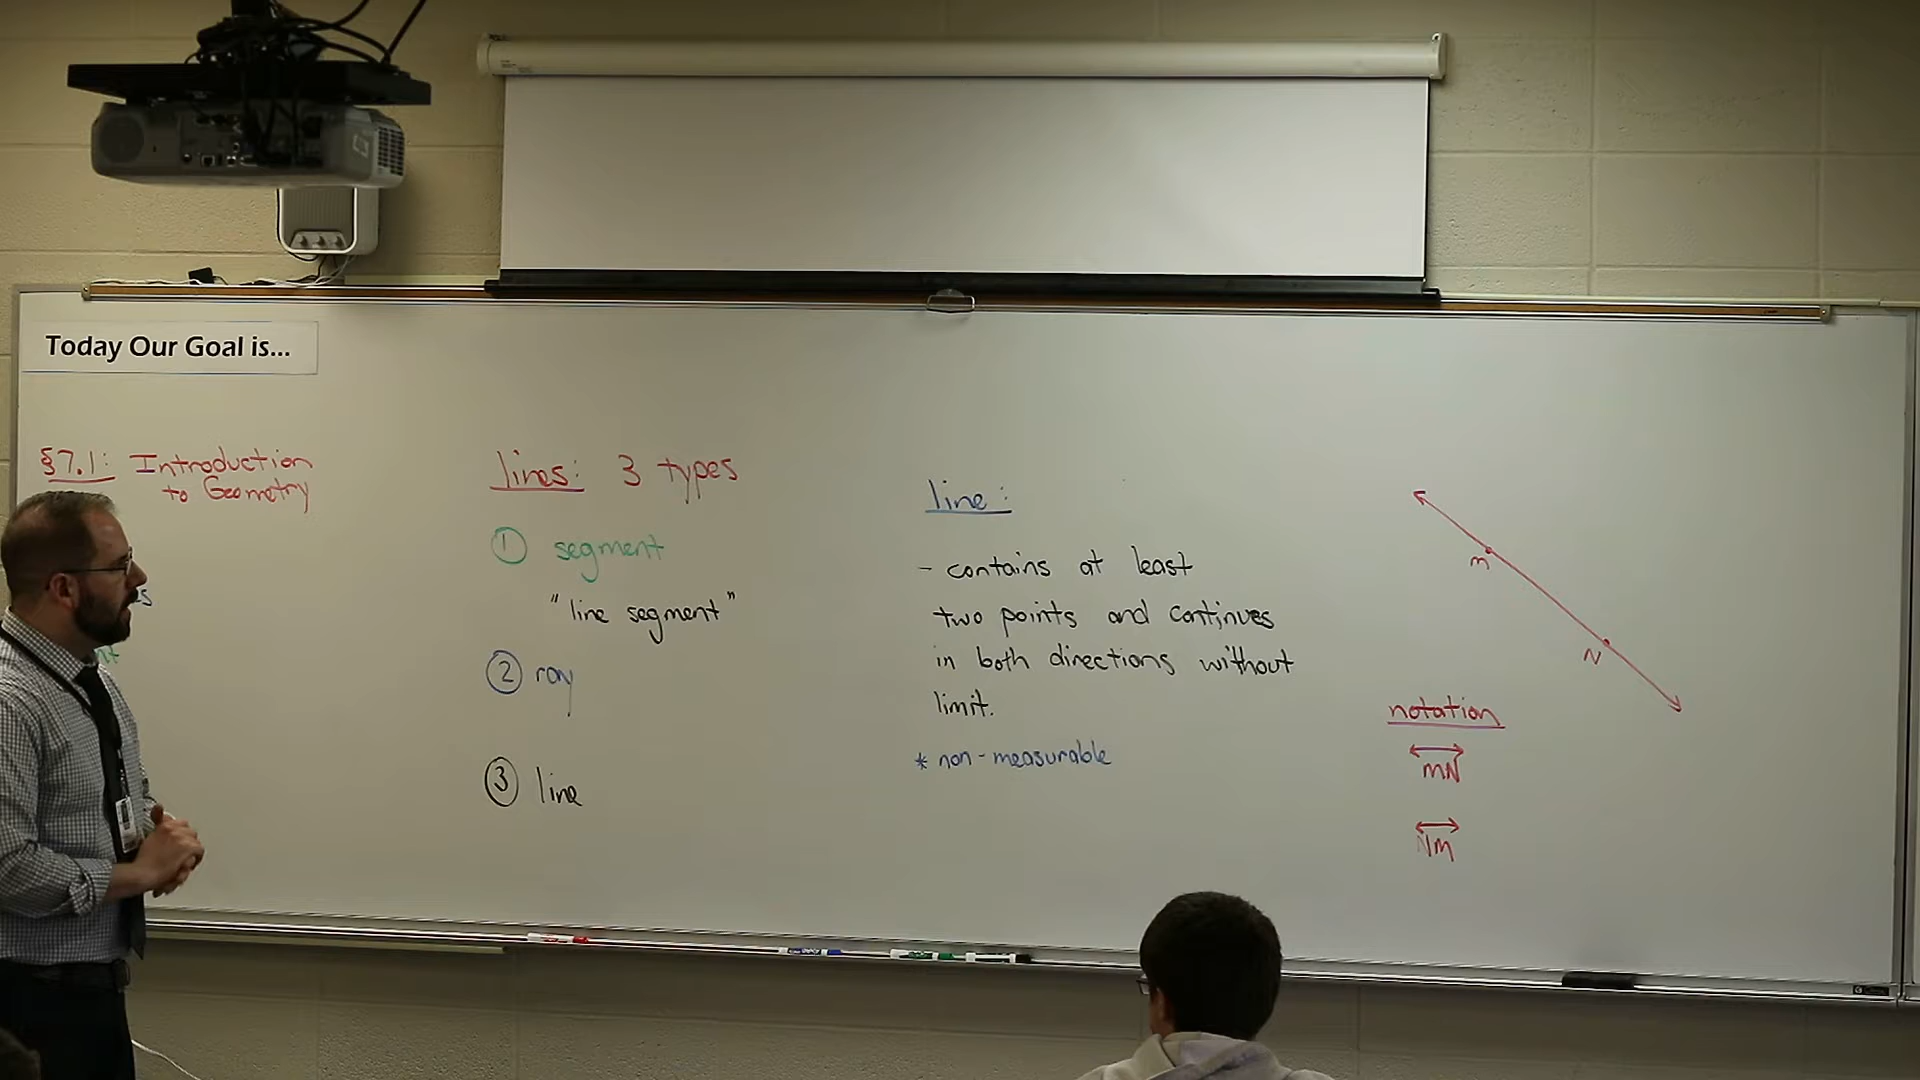 Today Our Goal is...
§7.1: Introduction
to Geometry
lines: 3 types
① segment
"line segment"
② ray
③ line
line:
- contains at least
two points and continues
in both directions without
limit.
* non-measurable
M
N
notation
MN
NM